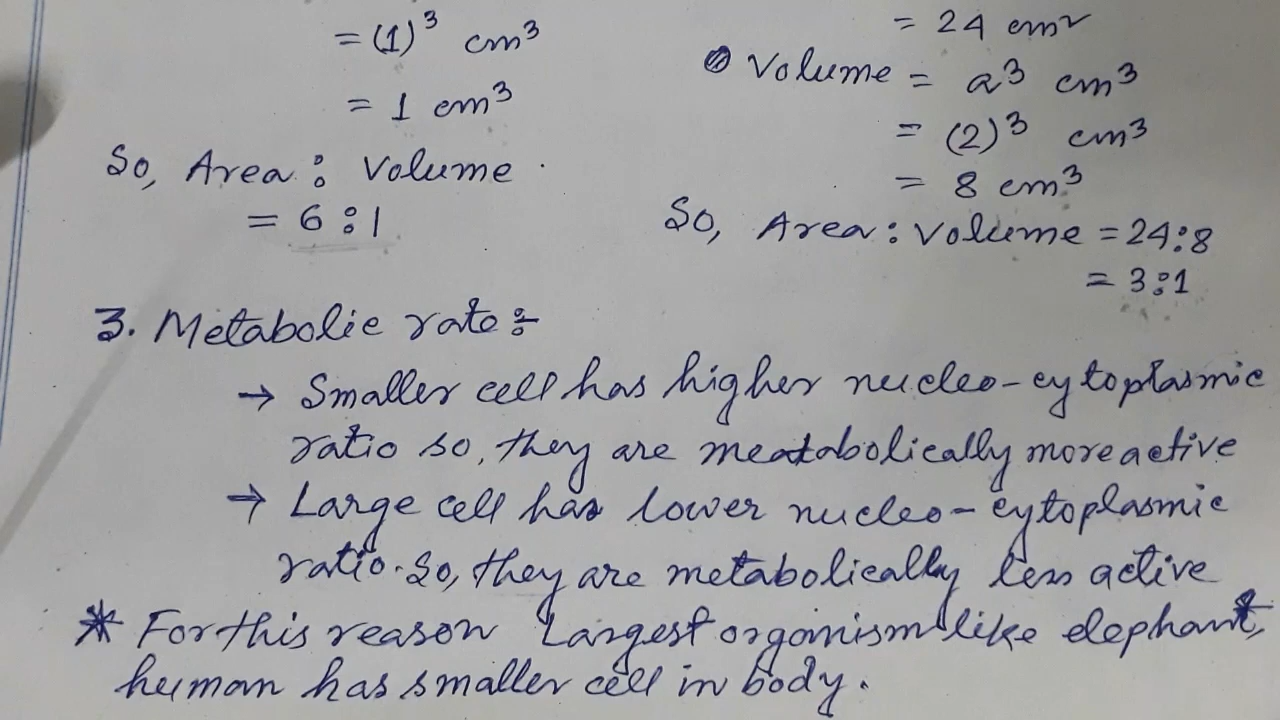 = (1)³ cm³
= 1 cm³
So, Area : Volume
= 6 : 1
= 24 cm²
Volume = a³ cm³
= (2)³ cm³
= 8 cm³
So, Area : Volume = 24:8
= 3:1
3. Metabolic rate :-
→ Smaller cell has higher nucleo-cytoplasmic
ratio so, they are meatabolically more active
→ Large cell has lower nucleo-cytoplasmic
ratio. So, they are metabolically less active
* For this reason Largest organism like elephant,
human has smaller cell in body.